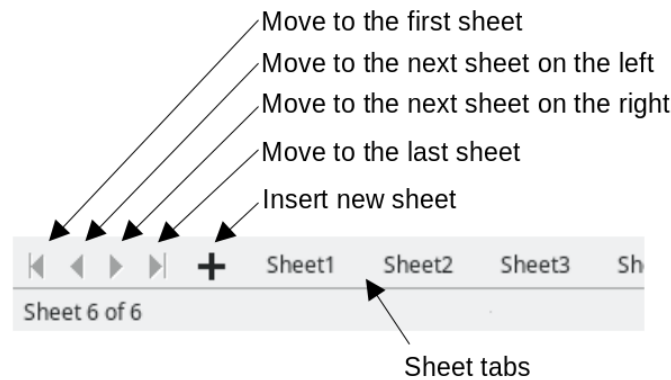 Move to the first sheet
Move to the next sheet on the left
Move to the next sheet on the right
Move to the last sheet
Insert new sheet
Sheet1 Sheet2 Sheet3 Sh
Sheet 6 of 6
Sheet tabs